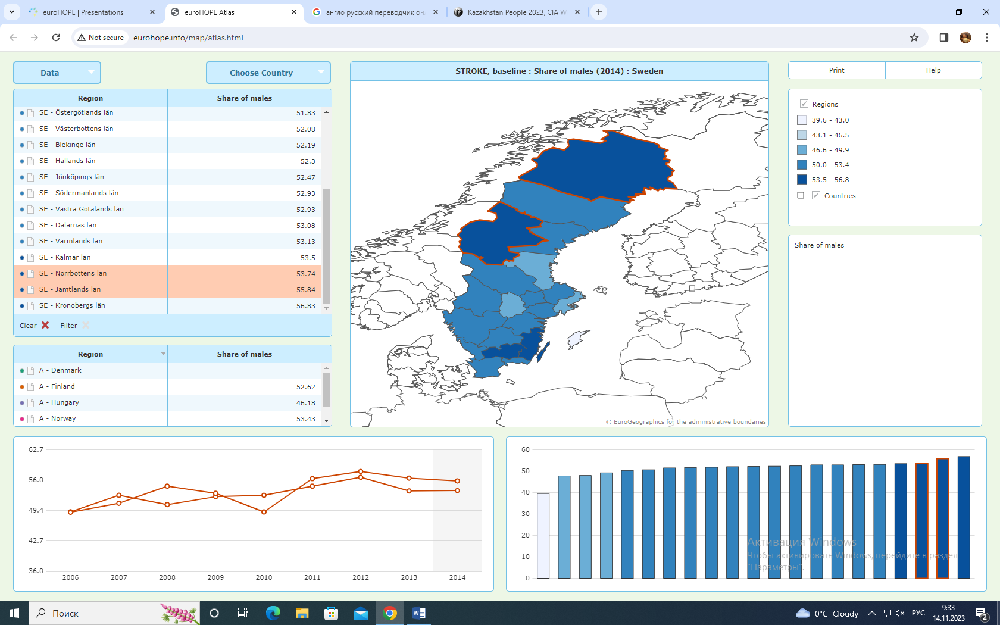 euroHOPE | Presentations
euroHOPE Atlas
англо русский переводчик он
Kazakhstan People 2023, CIA W
Not secure
eurohope.info/map/atlas.html
Data
Choose Country
Region
Share of males
SE - Östergötlands län
51.83
SE - Västerbottens län
52.08
SE - Blekinge län
52.19
SE - Hallands län
52.3
SE - Jönköpings län
52.47
SE - Södermanlands län
52.93
SE - Västra Götalands län
52.93
SE - Dalarnas län
53.08
SE - Värmlands län
53.13
SE - Kalmar län
53.5
SE - Norrbottens län
53.74
SE - Jämtlands län
55.84
SE - Kronobergs län
56.83
Clear
Filter
Region
Share of males
A - Denmark
-
A - Finland
52.62
A - Hungary
46.18
A - Norway
53.43
STROKE, baseline : Share of males (2014) : Sweden
© EuroGeographics for the administrative boundaries
Print
Help
Regions
39.6 - 43.0
43.1 - 46.5
46.6 - 49.9
50.0 - 53.4
53.5 - 56.8
Countries
Share of males
62.7
56.0
49.4
42.7
36.0
2006
2007
2008
2009
2010
2011
2012
2013
2014
60
50
40
30
20
10
0
Активация Windows
Чтобы активировать Windows, перейдите в раздел
"Параметры".
Поиск
0°C Cloudy
РУС
9:33
14.11.2023
2